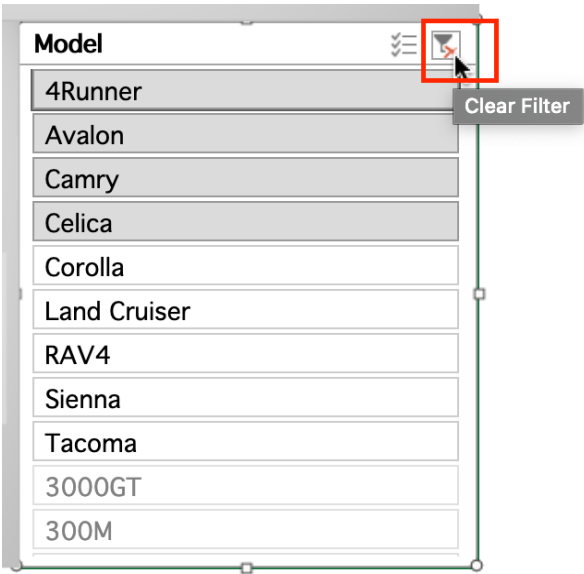 Model
Clear Filter
4Runner
Avalon
Camry
Celica
Corolla
Land Cruiser
RAV4
Sienna
Tacoma
3000GT
300M